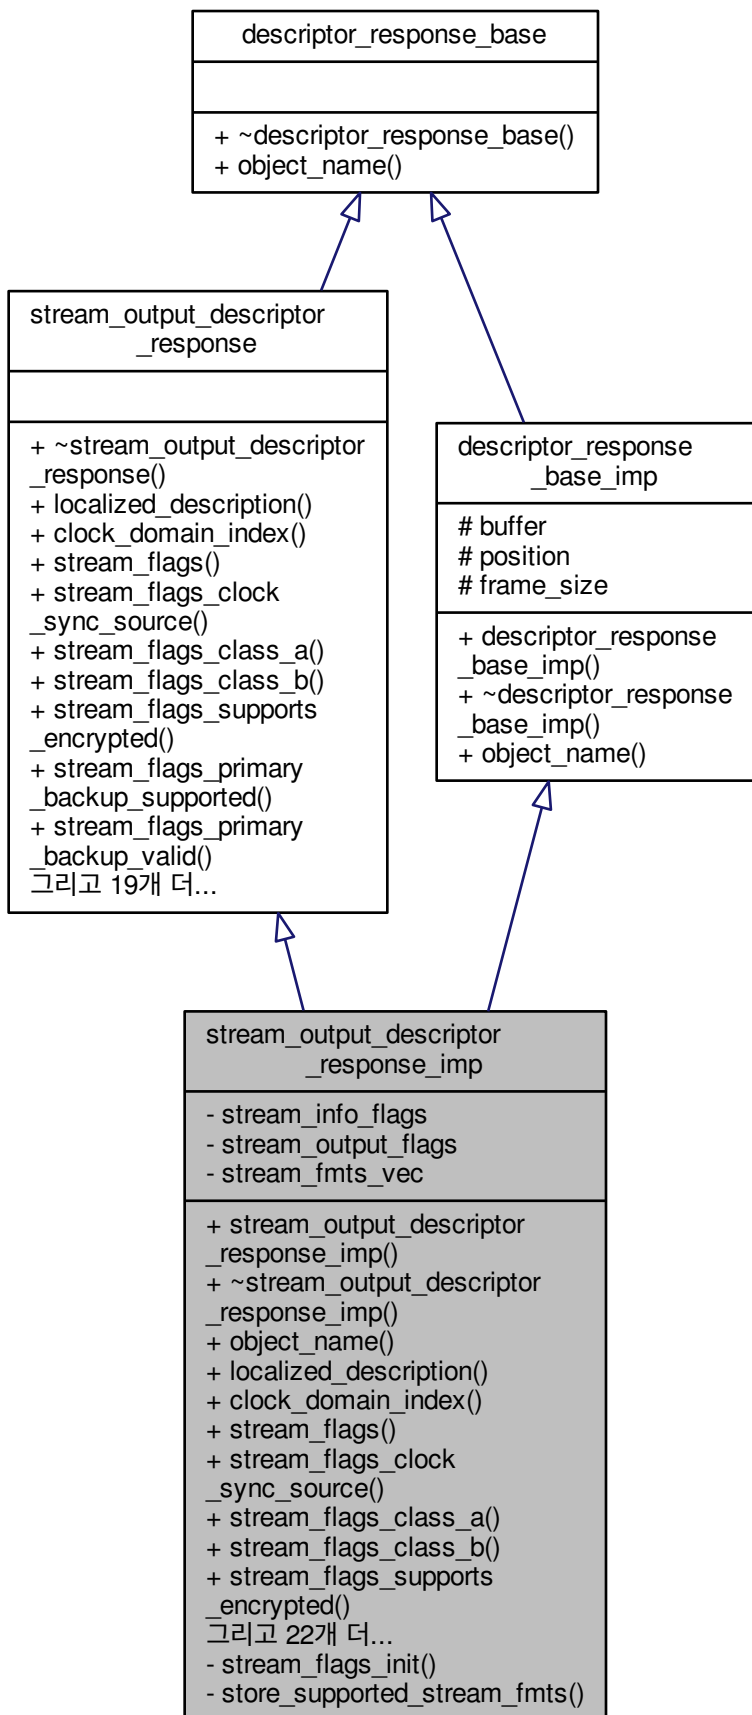 descriptor_response_base
+ ~descriptor_response_base()
+ object_name()
stream_output_descriptor
_response
+ ~stream_output_descriptor
_response()
+ localized_description()
+ clock_domain_index()
+ stream_flags()
+ stream_flags_clock
_sync_source()
+ stream_flags_class_a()
+ stream_flags_class_b()
+ stream_flags_supports
_encrypted()
+ stream_flags_primary
_backup_supported()
+ stream_flags_primary
_backup_valid()
그리고 19개 더...
descriptor_response
_base_imp
# buffer
# position
# frame_size
+ descriptor_response
_base_imp()
+ ~descriptor_response
_base_imp()
+ object_name()
stream_output_descriptor
_response_imp
- stream_info_flags
- stream_output_flags
- stream_fmts_vec
+ stream_output_descriptor
_response_imp()
+ ~stream_output_descriptor
_response_imp()
+ object_name()
+ localized_description()
+ clock_domain_index()
+ stream_flags()
+ stream_flags_clock
_sync_source()
+ stream_flags_class_a()
+ stream_flags_class_b()
+ stream_flags_supports
_encrypted()
그리고 22개 더...
- stream_flags_init()
- store_supported_stream_fmts()